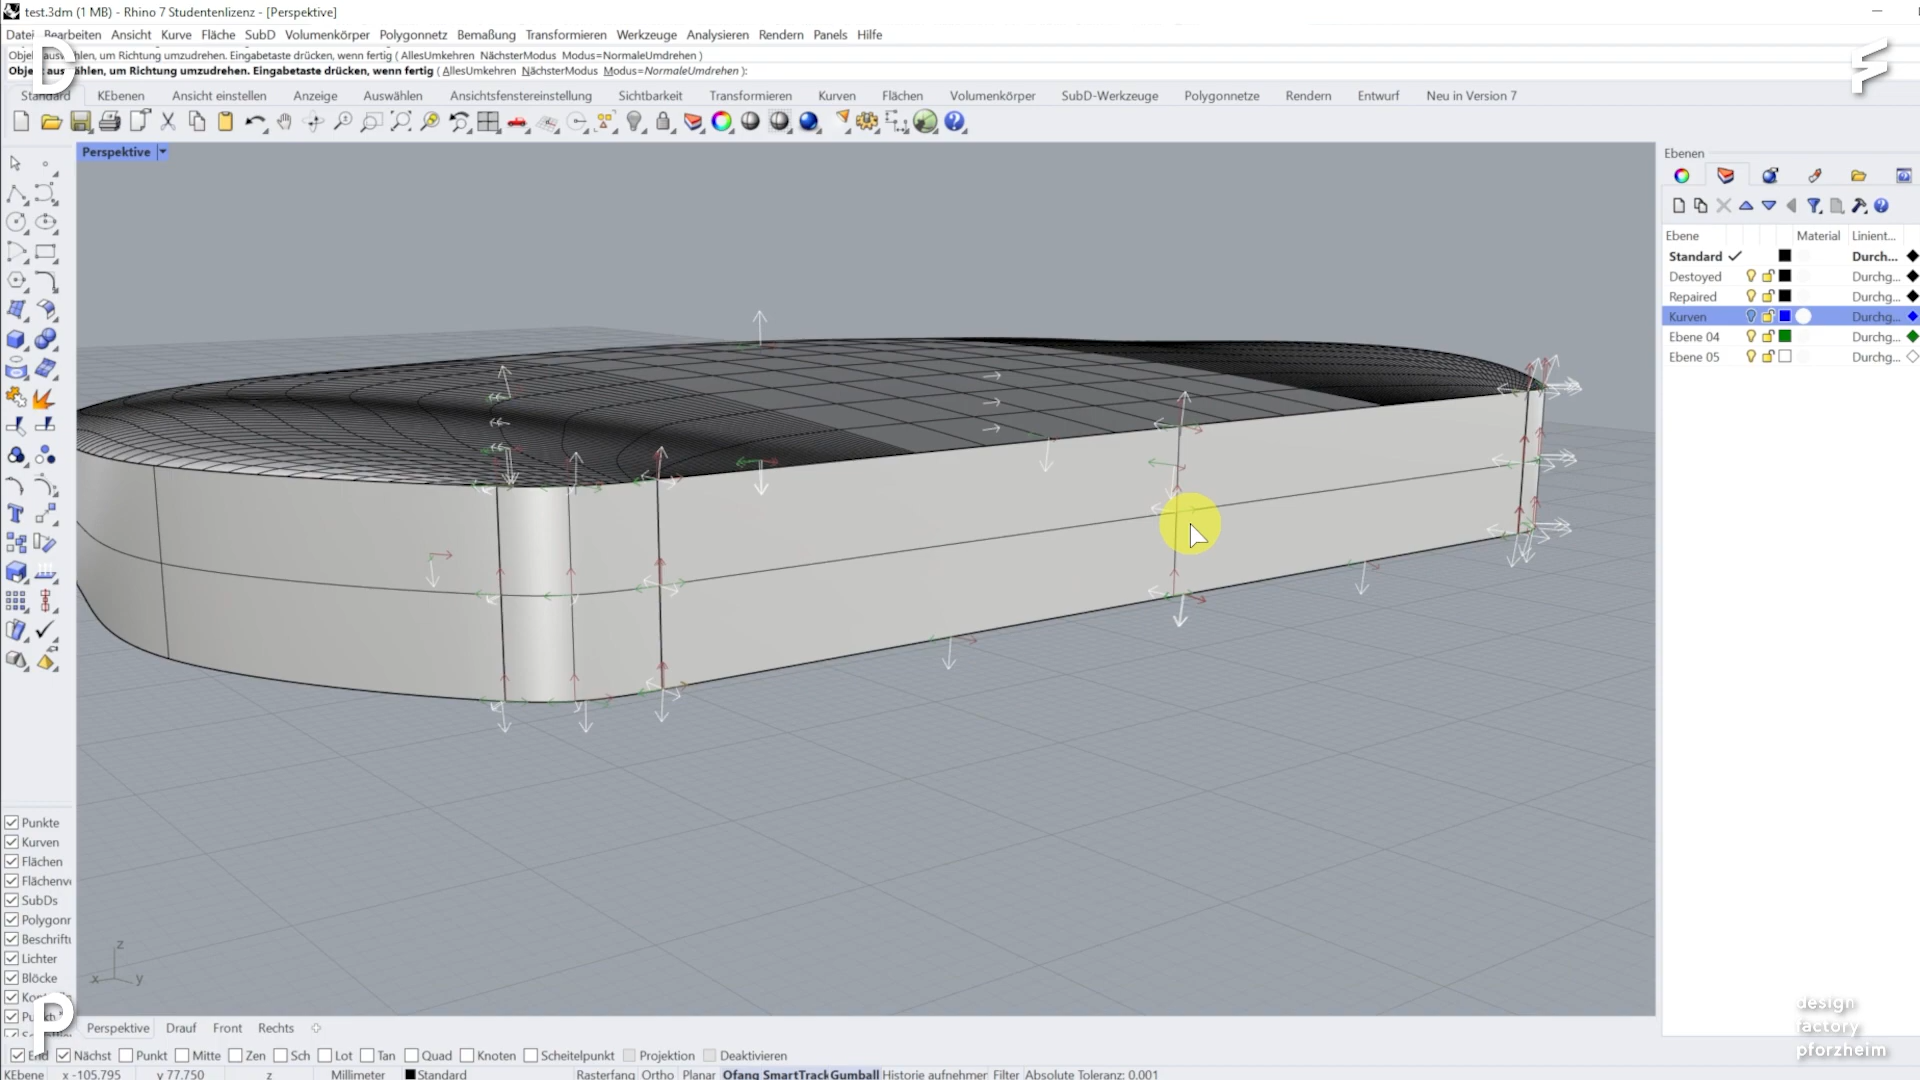 test.3dm (1 MB) - Rhino 7 Studentenlizenz - [Perspektive]
Datei Bearbeiten Ansicht Kurve Fläche SubD Volumenkörper Polygonnetz Bemaßung Transformieren Werkzeuge Analysieren Rendern Panels Hilfe
auswählen, um Richtung umzudrehen. Eingabetaste drücken, wenn fertig ( AllesUmkehren NächsterModus Modus=NormaleUmdrehen )
auswählen, um Richtung umzudrehen. Eingabetaste drücken, wenn fertig ( AllesUmkehren NächsterModus Modus=NormaleUmdrehen ):
D
F
Standard KEbenen Ansicht einstellen Anzeige Auswählen Ansichtsfenstereinstellung Sichtbarkeit Transformieren Kurven Flächen Volumenkörper SubD-Werkzeuge Polygonnetze Rendern Entwurf Neu in Version 7
Perspektive
Ebenen
Ebene Material Linient...
Standard Durch...
Destoyed Durchg...
Repaired Durchg...
Kurven Durchg...
Ebene 04 Durchg...
Ebene 05 Durchg...
Punkte
Kurven
Flächen
Flächenv
SubDs
Polygonr
Beschrift
Lichter
Blöcke
P
z
x y
Perspektive Drauf Front Rechts
End Nächst Punkt Mitte Zen Sch Lot Tan Quad Knoten Scheitelpunkt Projektion Deaktivieren
KEbene x -105.795 y 77.750 z Millimeter Standard Rasterfang Ortho Planar Ofang SmartTrack Gumball Historie aufnehmen Filter Absolute Toleranz: 0.001
design
factory
pforzheim